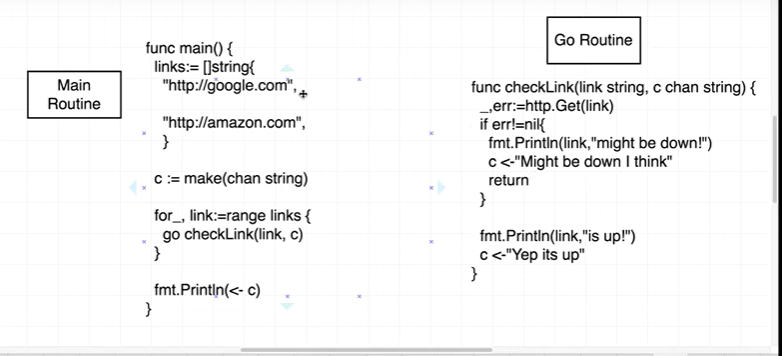 Main
Routine
func main() {
links:= []string{
"http://google.com",
"http://amazon.com",
}
c := make(chan string)
for_, link:=range links {
go checkLink(link, c)
}
fmt.Println(<- c)
}
Go Routine
func checkLink(link string, c chan string) {
_,err:=http.Get(link)
if err!=nil{
fmt.Println(link,"might be down!")
c <-"Might be down I think"
return
}
fmt.Println(link,"is up!")
c <-"Yep its up"
}